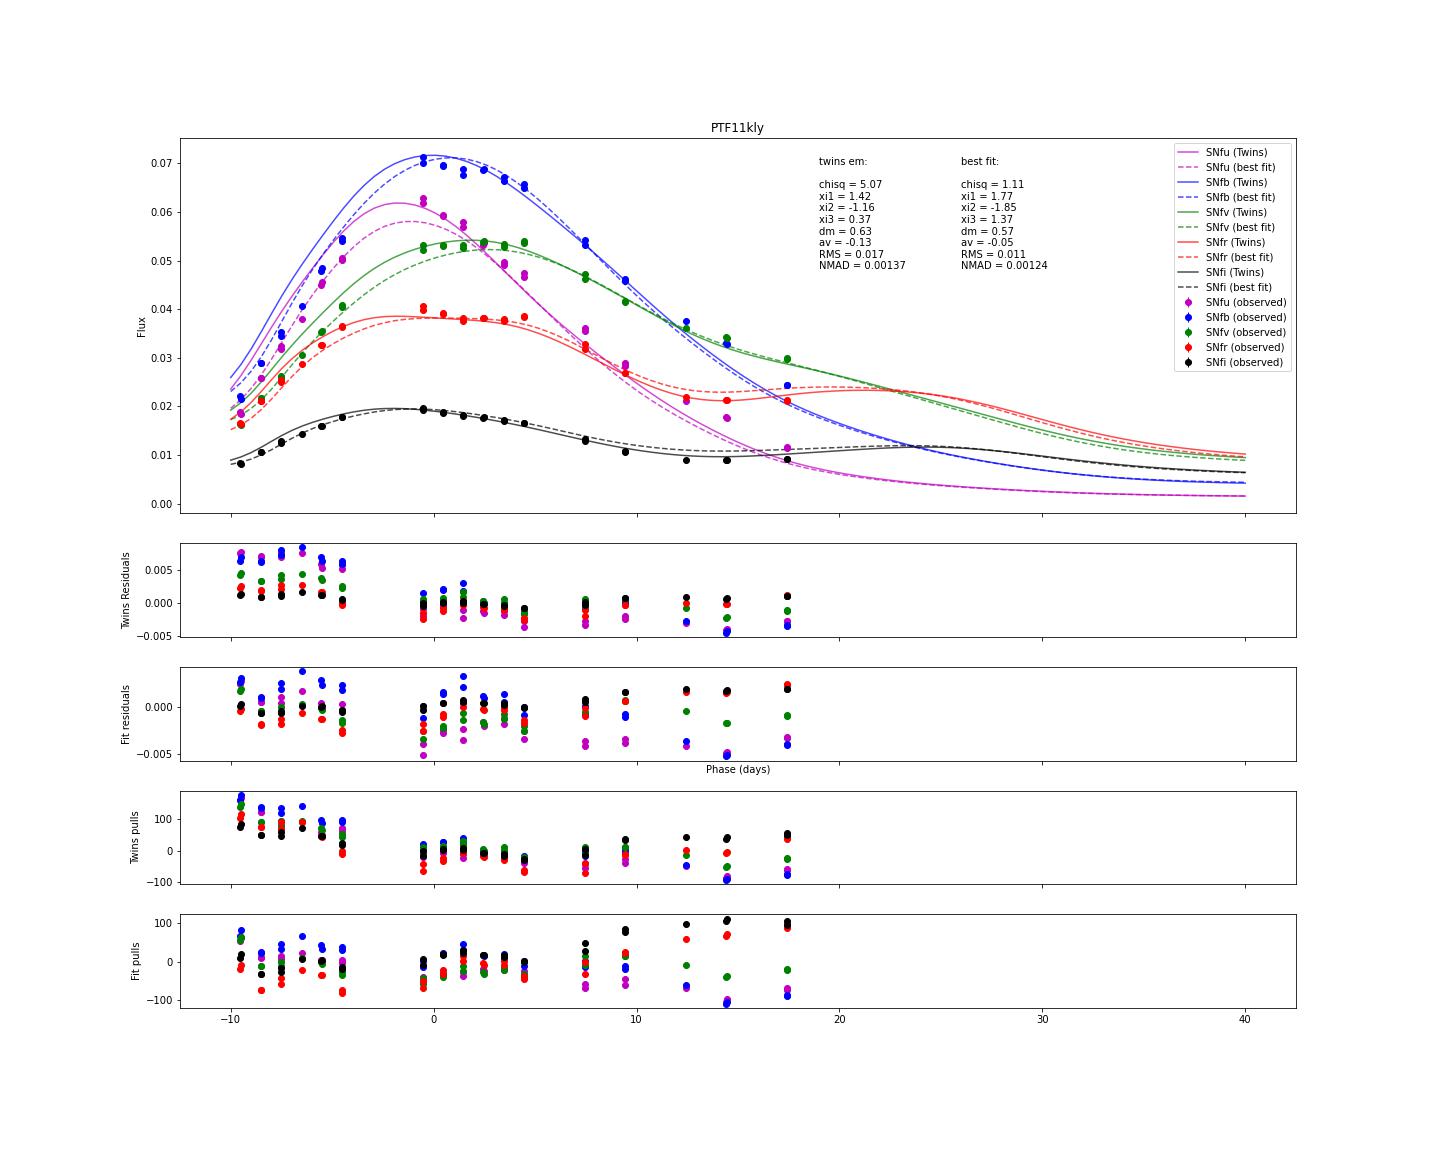 PTF11kly
Flux
0.07
0.06
0.05
0.04
0.03
0.02
0.01
0.00
twins em:
chisq = 5.07
xi1 = 1.42
xi2 = -1.16
xi3 = 0.37
dm = 0.63
av = -0.13
RMS = 0.017
NMAD = 0.00137
best fit:
chisq = 1.11
xi1 = 1.77
xi2 = -1.85
xi3 = 1.37
dm = 0.57
av = -0.05
RMS = 0.011
NMAD = 0.00124
SNfu (Twins)
SNfu (best fit)
SNfb (Twins)
SNfb (best fit)
SNfv (Twins)
SNfv (best fit)
SNfr (Twins)
SNfr (best fit)
SNfi (Twins)
SNfi (best fit)
SNfu (observed)
SNfb (observed)
SNfv (observed)
SNfr (observed)
SNfi (observed)
Twins Residuals
0.005
0.000
−0.005
Fit residuals
0.000
−0.005
Phase (days)
Twins pulls
100
0
−100
Fit pulls
100
0
−100
−10
0
10
20
30
40